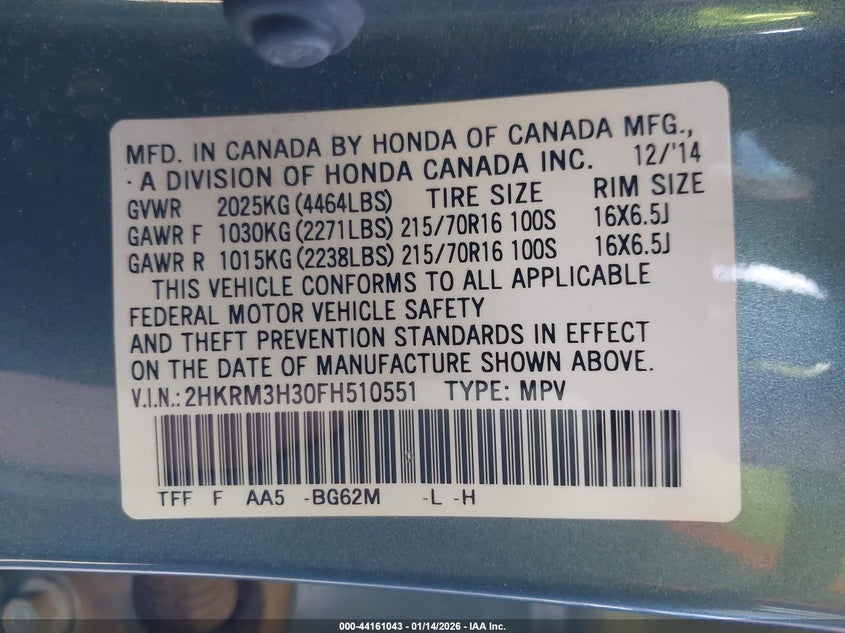 MFD. IN CANADA BY HONDA OF CANADA MFG.,
· A DIVISION OF HONDA CANADA INC. 12/'14
GVWR 2025KG (4464LBS) TIRE SIZE RIM SIZE
GAWR F 1030KG (2271LBS) 215/70R16 100S 16X6.5J
GAWR R 1015KG (2238LBS) 215/70R16 100S 16X6.5J
THIS VEHICLE CONFORMS TO ALL APPLICABLE
FEDERAL MOTOR VEHICLE SAFETY
AND THEFT PREVENTION STANDARDS IN EFFECT
ON THE DATE OF MANUFACTURE SHOWN ABOVE.
V.I.N.: 2HKRM3H30FH510551 TYPE: MPV
TFF F AA5 -BG62M -L -H
000-44161043 - 01/14/2026 - IAA Inc.